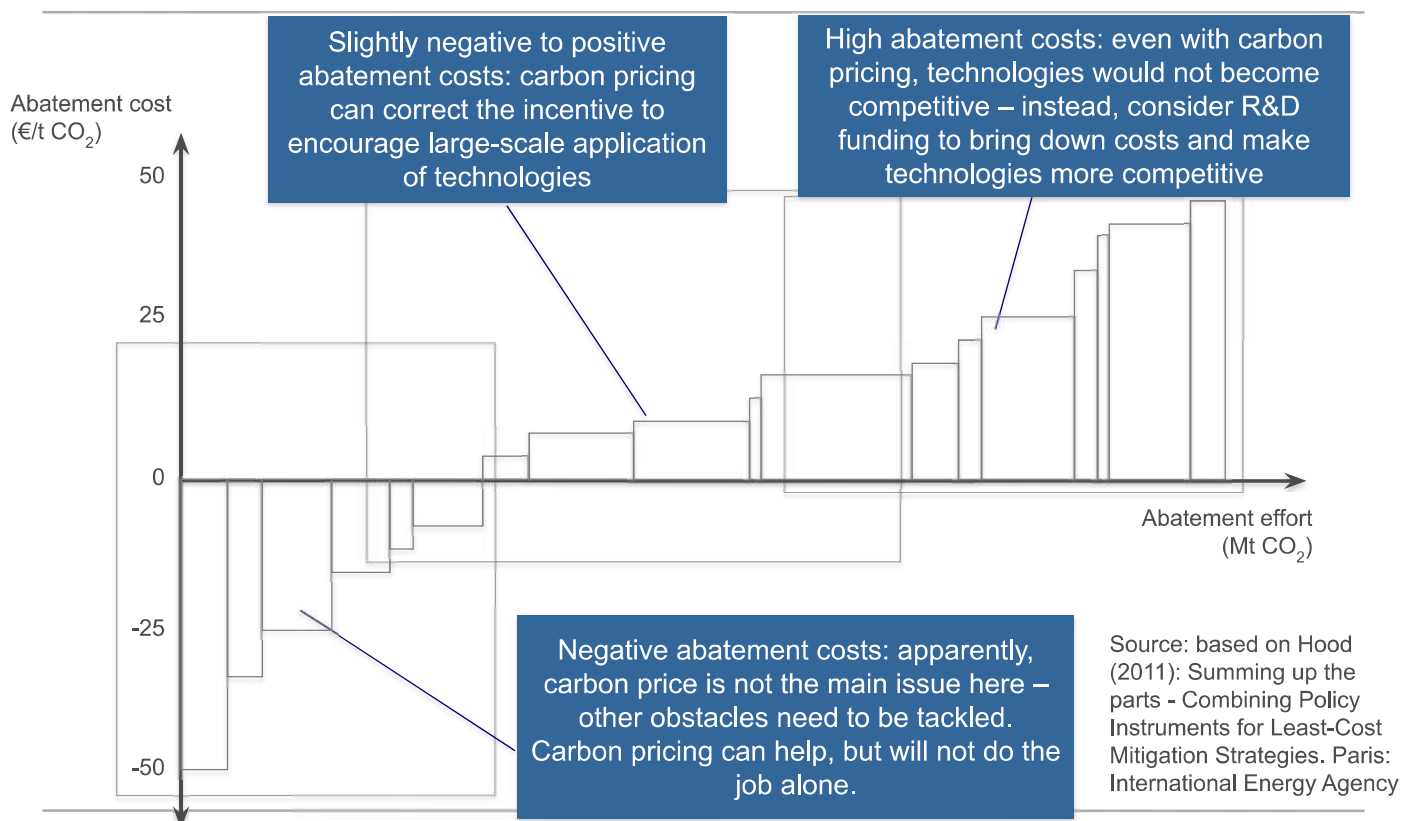 Slightly negative to positive
abatement costs: carbon pricing
can correct the incentive to
encourage large-scale application
of technologies
High abatement costs: even with carbon
pricing, technologies would not become
competitive – instead, consider R&D
funding to bring down costs and make
technologies more competitive
Abatement cost
(€/t CO₂)
50
25
0
-25
-50
Abatement effort
(Mt CO₂)
Negative abatement costs: apparently,
carbon price is not the main issue here –
other obstacles need to be tackled.
Carbon pricing can help, but will not do the
job alone.
Source: based on Hood
(2011): Summing up the
parts - Combining Policy
Instruments for Least-Cost
Mitigation Strategies. Paris:
International Energy Agency